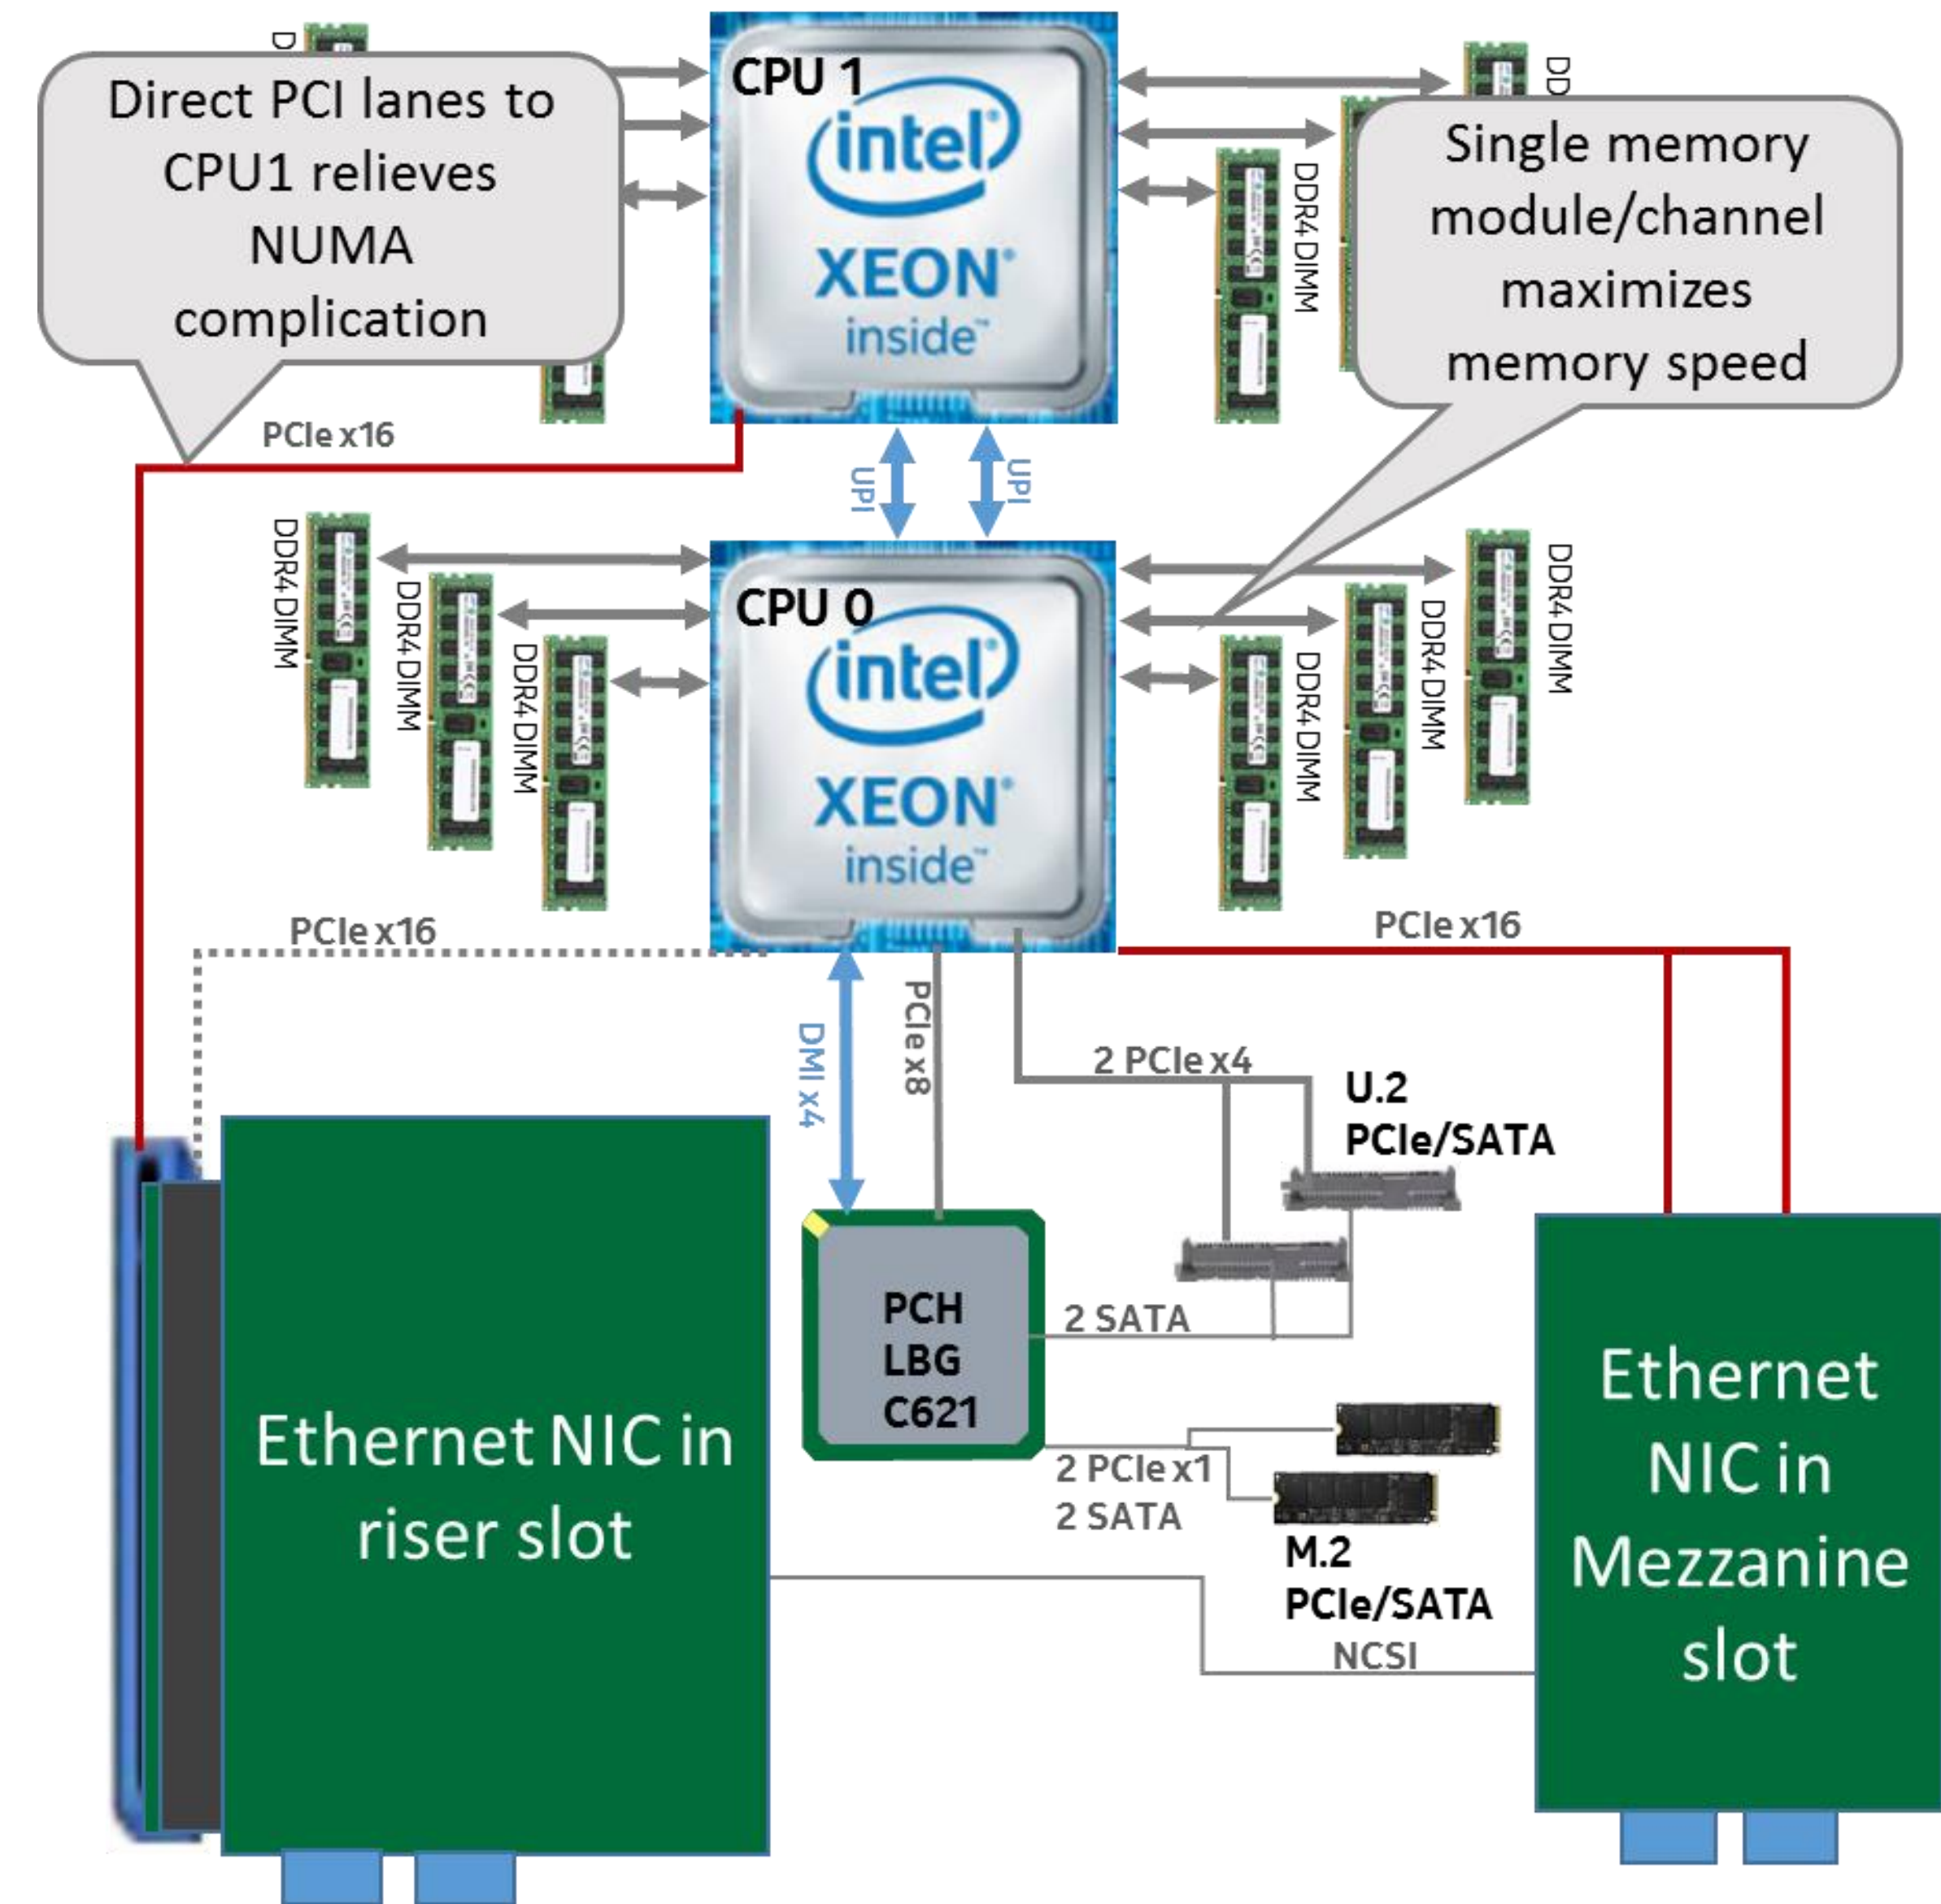 Direct PCI lanes to
CPU1 relieves
NUMA
complication
CPU 1
intel
XEON
inside™
DDR4 DIMM
Single memory
module/channel
maximizes
memory speed
PCIe x16
UPI
UPI
DDR4 DIMM
DDR4 DIMM
DDR4 DIMM
CPU 0
intel
XEON
inside™
DDR4 DIMM
DDR4 DIMM
DDR4 DIMM
PCIe x16
PCIe x16
DMI x4
PCIe x8
2 PCIe x4
U.2
PCIe/SATA
PCH
LBG
C621
2 SATA
2 PCIe x1
2 SATA
M.2
PCIe/SATA
NCSI
Ethernet NIC in
riser slot
Ethernet
NIC in
Mezzanine
slot